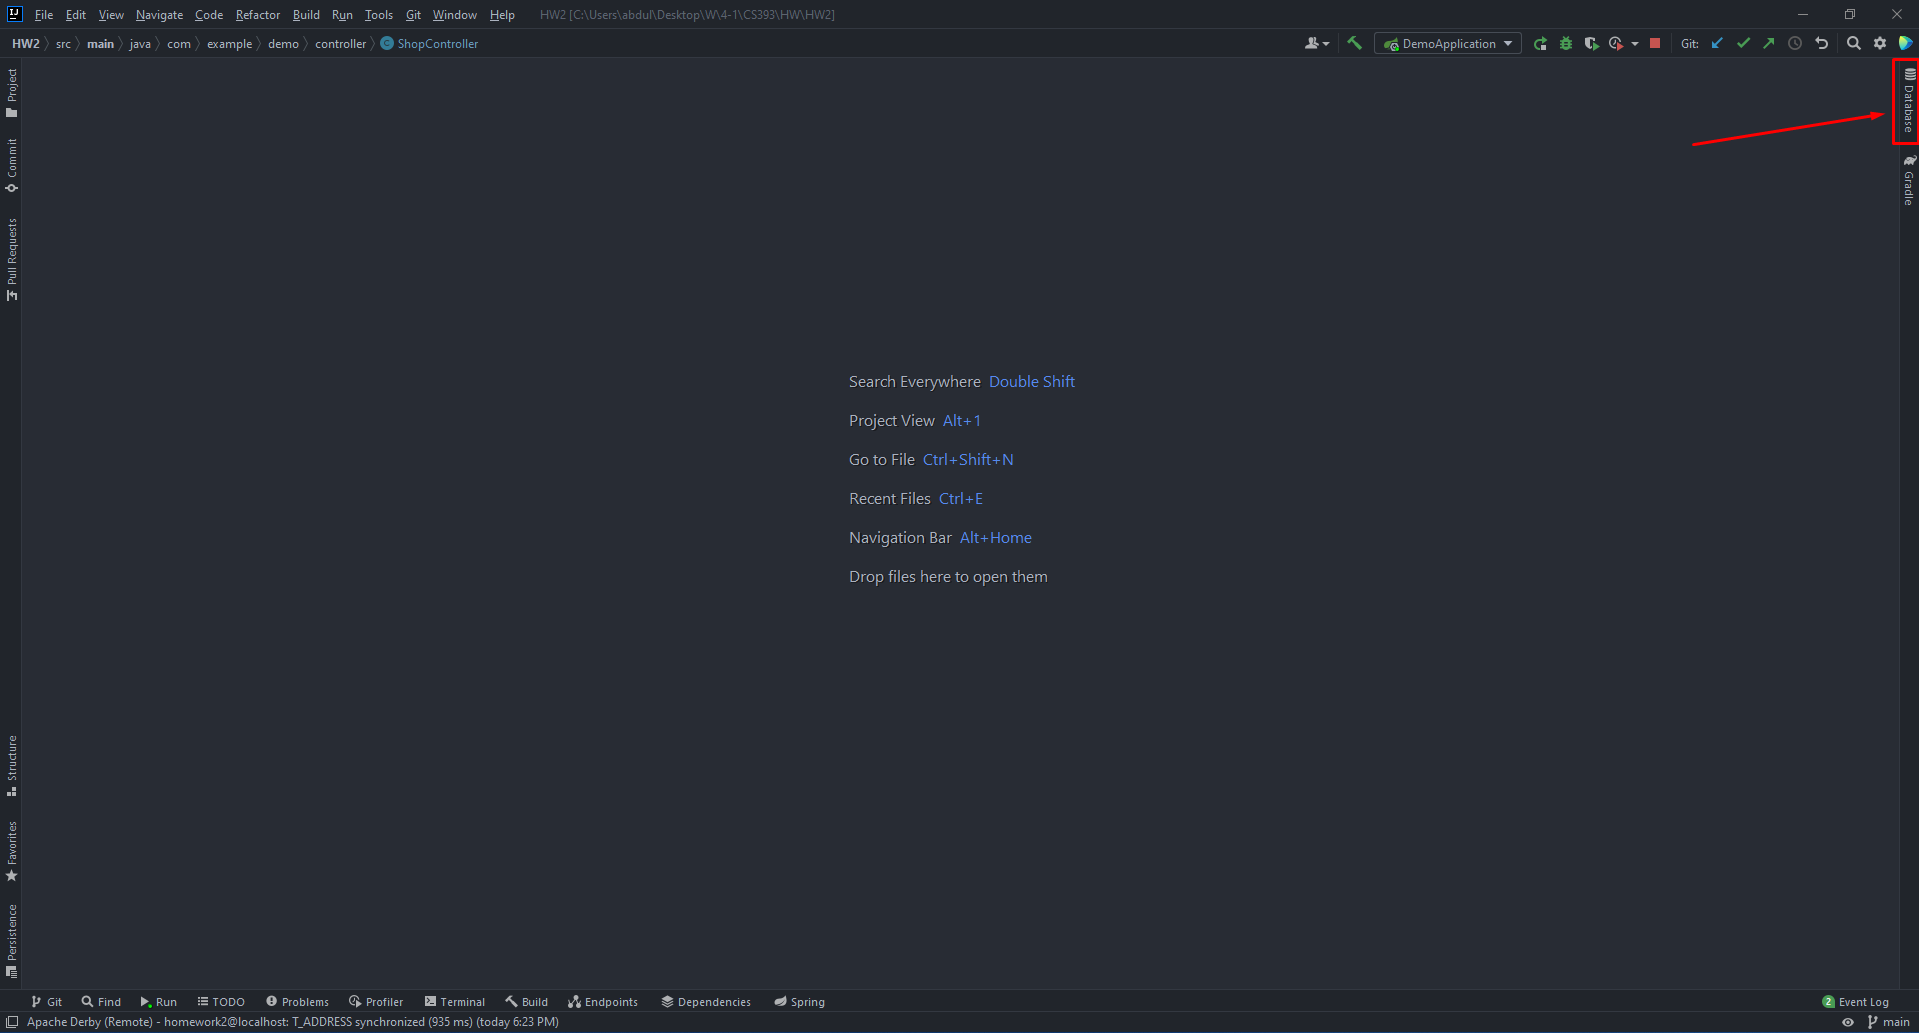 IJ File Edit View Navigate Code Refactor Build Run Tools Git Window Help HW2 [C:\Users\abdul\Desktop\W\4-1\CS393\HW\HW2]
HW2 src main java com example demo controller C ShopController DemoApplication Git:
Project
Commit
Pull Requests
Structure
Favorites
Persistence
Database
Gradle
Search Everywhere Double Shift
Project View Alt+1
Go to File Ctrl+Shift+N
Recent Files Ctrl+E
Navigation Bar Alt+Home
Drop files here to open them
Git Find Run TODO Problems Profiler Terminal Build Endpoints Dependencies Spring 2 Event Log
Apache Derby (Remote) - homework2@localhost: T_ADDRESS synchronized (935 ms) (today 6:23 PM) main